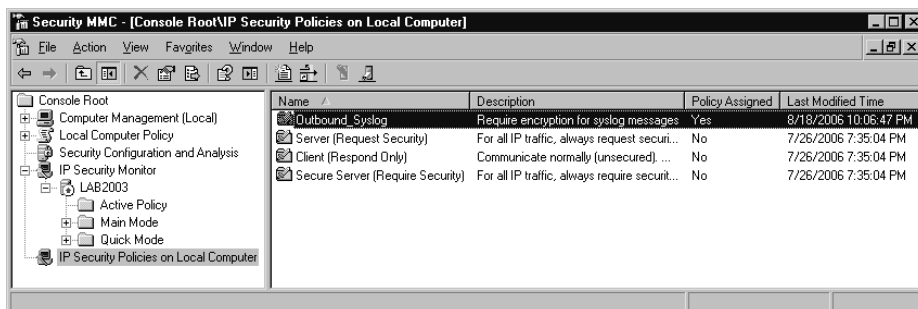 Security MMC - [Console Root\IP Security Policies on Local Computer]
File Action View Favorites Window Help
Console Root
Computer Management (Local)
Local Computer Policy
Security Configuration and Analysis
IP Security Monitor
LAB2003
Active Policy
Main Mode
Quick Mode
IP Security Policies on Local Computer
Name Description Policy Assigned Last Modified Time
Outbound_Syslog Require encryption for syslog messages Yes 8/18/2006 10:06:47 PM
Server (Request Security) For all IP traffic, always request securi... No 7/26/2006 7:35:04 PM
Client (Respond Only) Communicate normally (unsecured). ... No 7/26/2006 7:35:04 PM
Secure Server (Require Security) For all IP traffic, always require securit... No 7/26/2006 7:35:04 PM